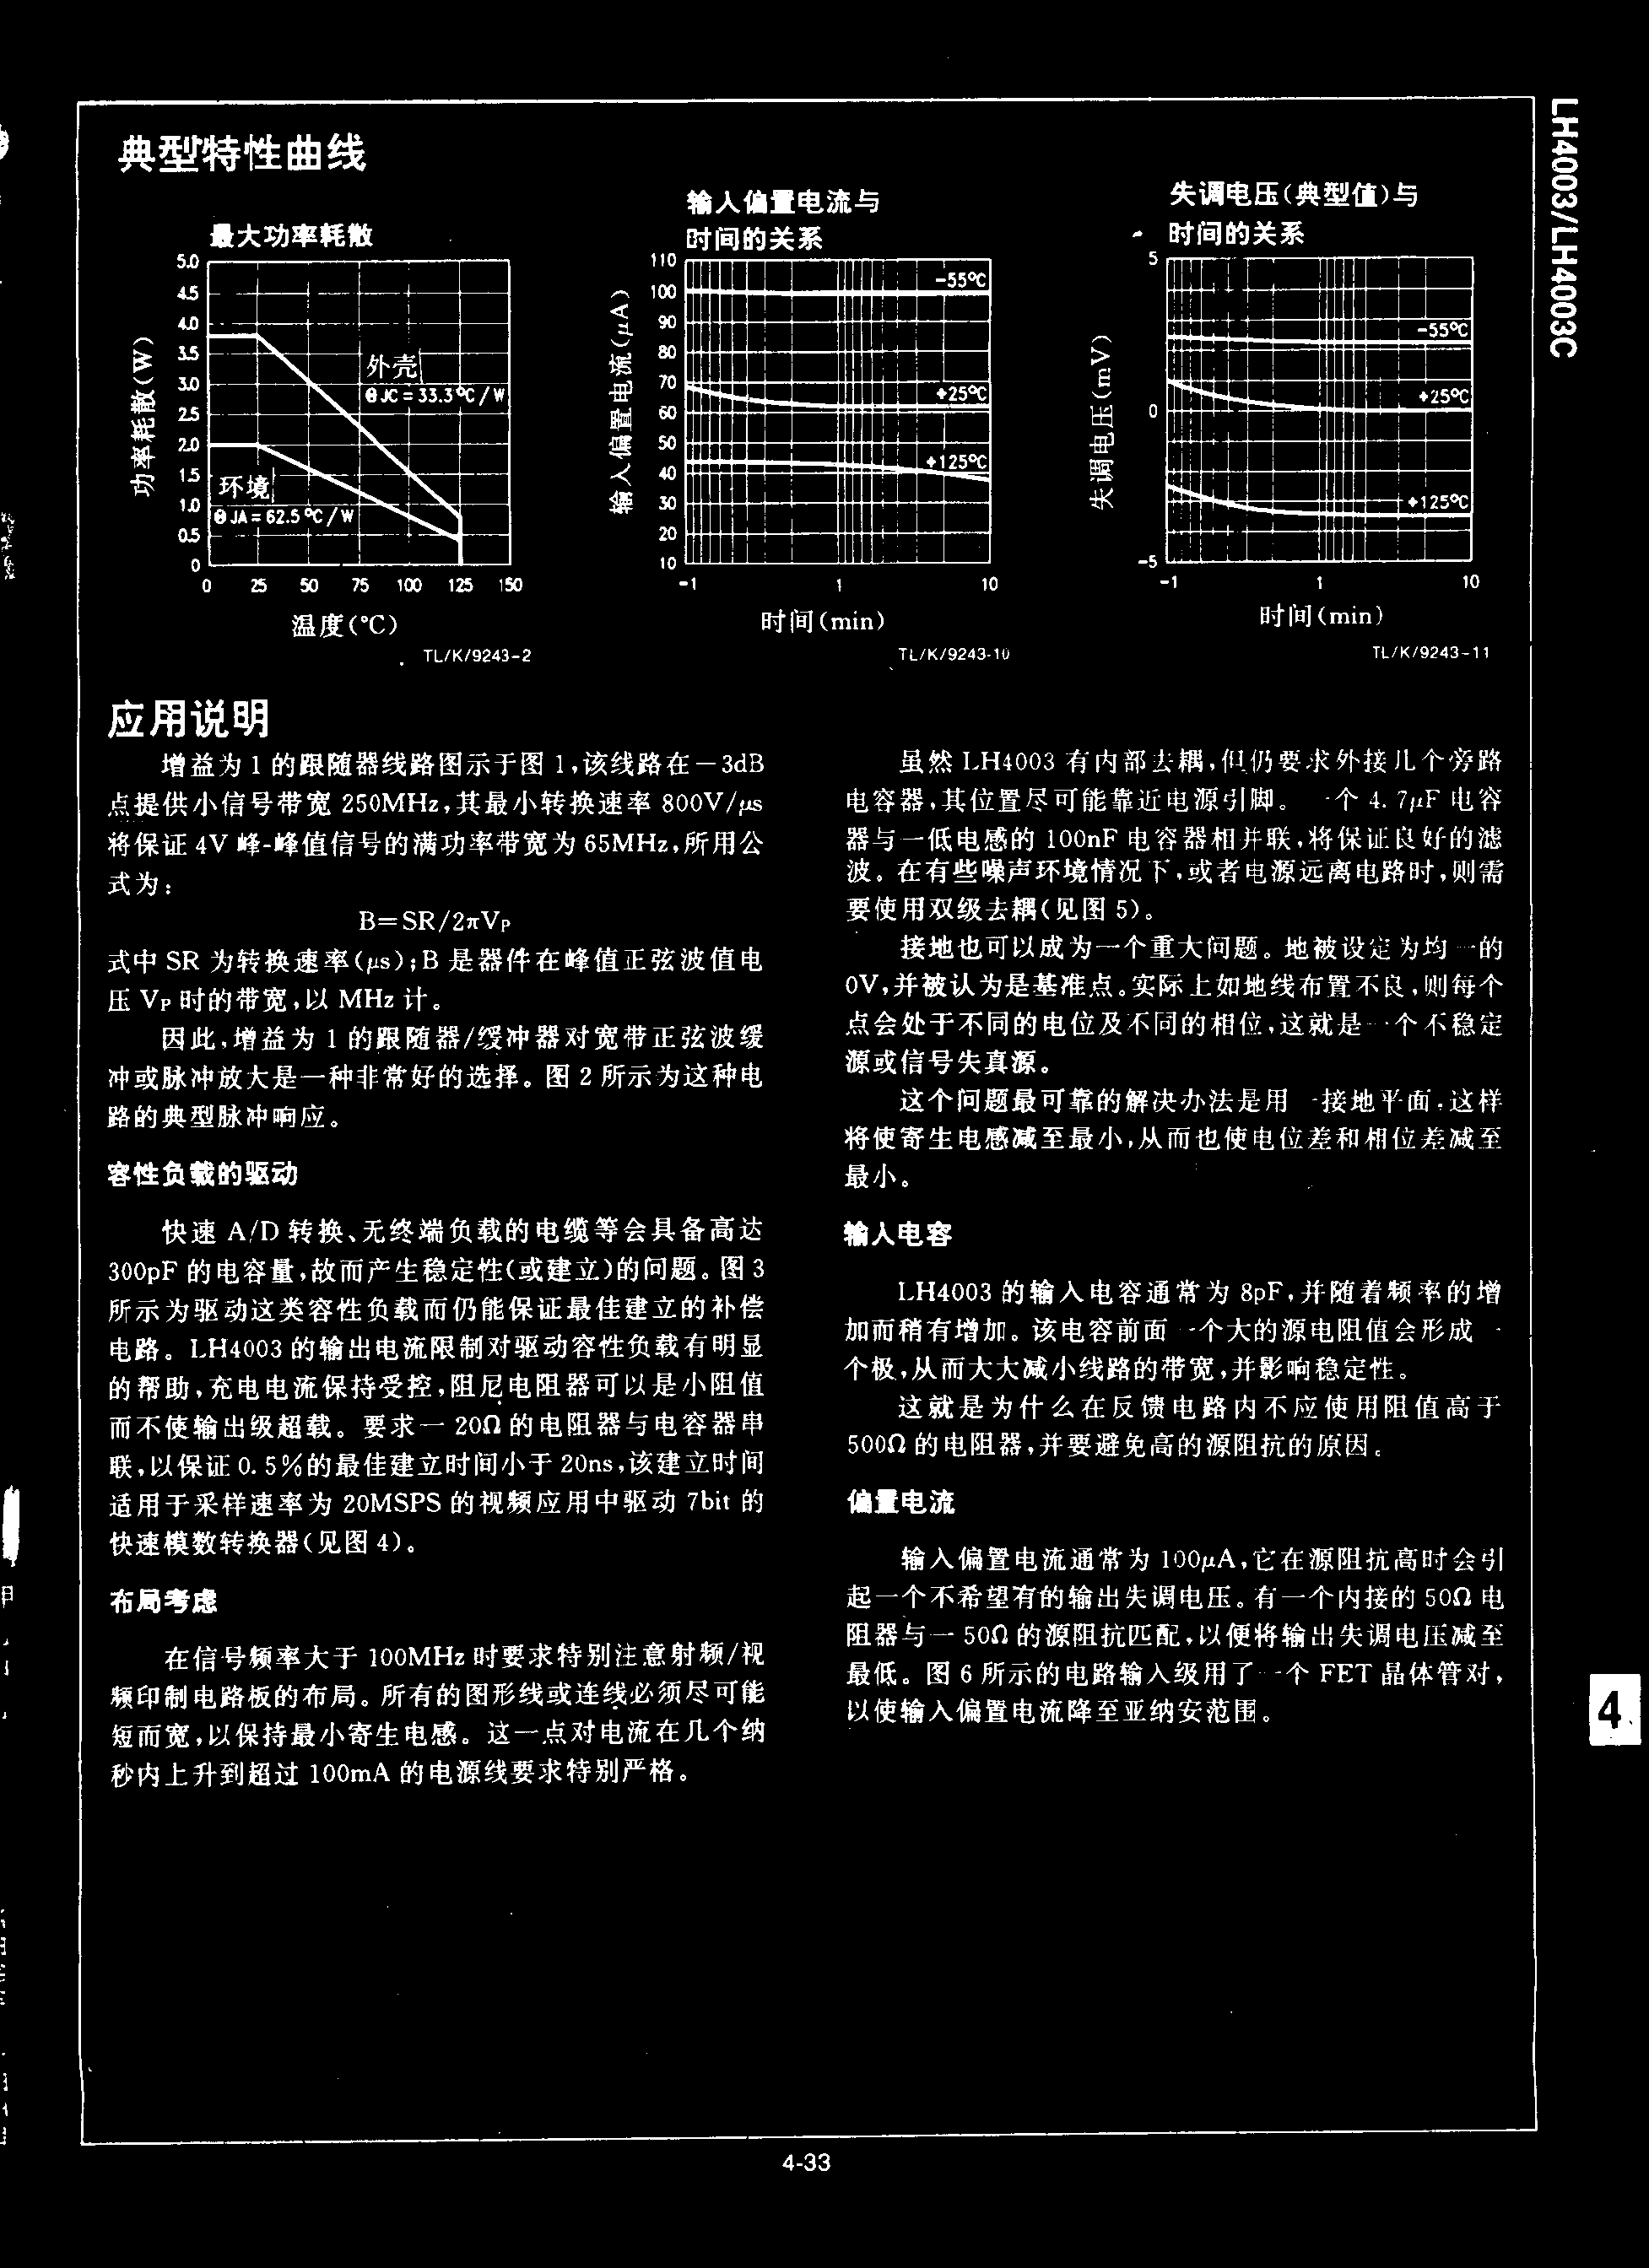 LH4003/LH4003C
典型特性曲线
最大功率耗散
5.0
4.5
4.0
3.5
3.0
2.5
2.0
1.5
1.0
0.5
0
功率耗散(W)
外壳
θJC = 33.3℃/W
环境
θJA = 62.5℃/W
0 25 50 75 100 125 150
温度(℃)
TL/K/9243-2
输入偏置电流与
时间的关系
110
100
90
80
70
60
50
40
30
20
10
输入偏置电流(μA)
-55℃
+25℃
+125℃
-1 1 10
时间(min)
TL/K/9243-10
失调电压(典型值)与
时间的关系
5
0
-5
失调电压(mV)
-55℃
+25℃
+125℃
-1 1 10
时间(min)
TL/K/9243-11
应用说明
增益为1的跟随器线路图示于图1,该线路在－3dB
点提供小信号带宽250MHz,其最小转换速率800V/μs
将保证4V峰-峰值信号的满功率带宽为65MHz,所用公
式为:
B=SR/2πVP
式中SR为转换速率(μs);B是器件在峰值正弦波值电
压VP时的带宽,以MHz计。
因此,增益为1的跟随器/缓冲器对宽带正弦波缓
冲或脉冲放大是一种非常好的选择。图2所示为这种电
路的典型脉冲响应。
容性负载的驱动
快速A/D转换、无终端负载的电缆等会具备高达
300pF的电容量,故而产生稳定性(或建立)的问题。图3
所示为驱动这类容性负载而仍能保证最佳建立的补偿
电路。LH4003的输出电流限制对驱动容性负载有明显
的帮助,充电电流保持受控,阻尼电阻器可以是小阻值
而不使输出级超载。要求一20Ω的电阻器与电容器串
联,以保证0.5%的最佳建立时间小于20ns,该建立时间
适用于采样速率为20MSPS的视频应用中驱动7bit的
快速模数转换器(见图4)。
布局考虑
在信号频率大于100MHz时要求特别注意射频/视
频印制电路板的布局。所有的图形线或连线必须尽可能
短而宽,以保持最小寄生电感。这一点对电流在几个纳
秒内上升到超过100mA的电源线要求特别严格。
虽然LH4003有内部去耦,但仍要求外接几个旁路
电容器,其位置尽可能靠近电源引脚。一个4.7μF电容
器与一低电感的100nF电容器相并联,将保证良好的滤
波。在有些噪声环境情况下,或者电源远离电路时,则需
要使用双级去耦(见图5)。
接地也可以成为一个重大问题。地被设定为均一的
0V,并被认为是基准点。实际上如地线布置不良,则每个
点会处于不同的电位及不同的相位,这就是一个不稳定
源或信号失真源。
这个问题最可靠的解决办法是用一接地平面,这样
将使寄生电感减至最小,从而也使电位差和相位差减至
最小。
输入电容
LH4003的输入电容通常为8pF,并随着频率的增
加而稍有增加。该电容前面一个大的源电阻值会形成一
个极,从而大大减小线路的带宽,并影响稳定性。
这就是为什么在反馈电路内不应使用阻值高于
500Ω的电阻器,并要避免高的源阻抗的原因。
偏置电流
输入偏置电流通常为100μA,它在源阻抗高时会引
起一个不希望有的输出失调电压。有一个内接的50Ω电
阻器与一50Ω的源阻抗匹配,以便将输出失调电压减至
最低。图6所示的电路输入级用了一个FET晶体管对,
以使输入偏置电流降至亚纳安范围。
4
4-33